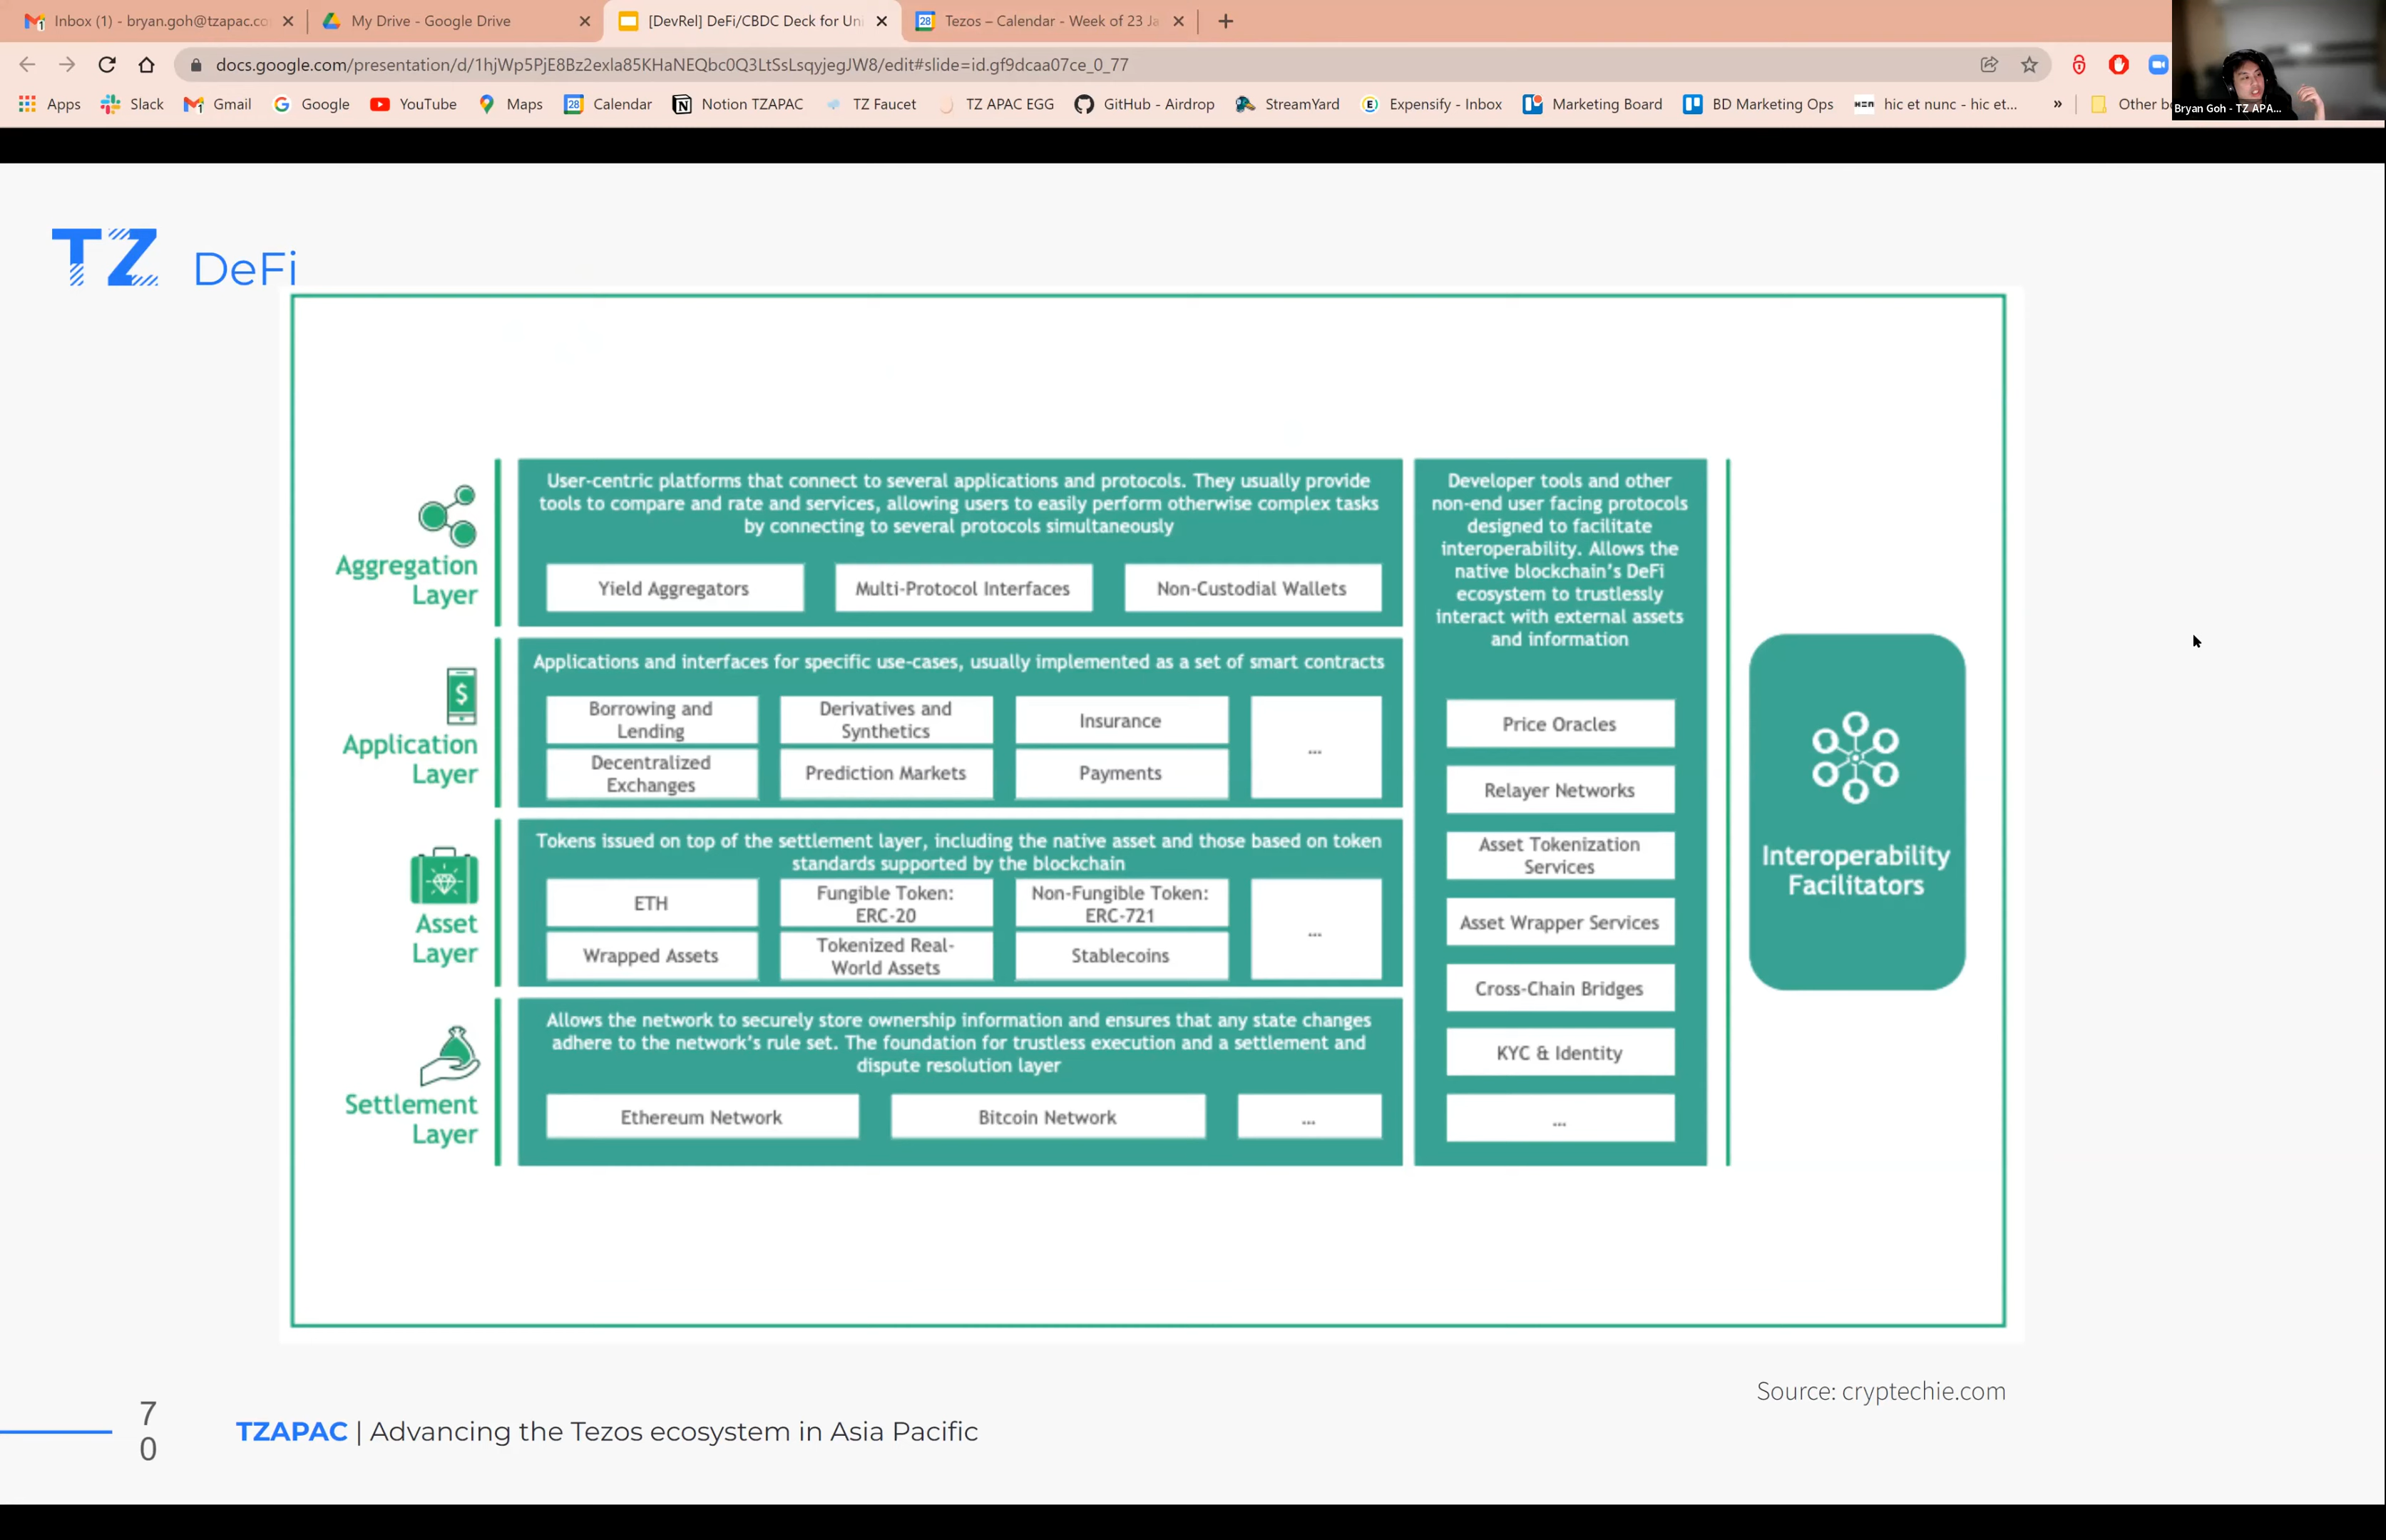 Inbox (1) - bryan.goh@tzapac.co
My Drive - Google Drive
[DevRel] DeFi/CBDC Deck for Uni
Tezos – Calendar - Week of 23 Ja
docs.google.com/presentation/d/1hjWp5PjE8Bz2exla85KHaNEQbc0Q3LtSsLsqyjegJW8/edit#slide=id.gf9dcaa07ce_0_77
Apps
Slack
Gmail
Google
YouTube
Maps
Calendar
Notion TZAPAC
TZ Faucet
TZ APAC EGG
GitHub - Airdrop
StreamYard
Expensify - Inbox
Marketing Board
BD Marketing Ops
hic et nunc - hic et...
»
Other b
Bryan Goh - TZ APA...
TZ DeFi
Aggregation
Layer
User-centric platforms that connect to several applications and protocols. They usually provide
tools to compare and rate and services, allowing users to easily perform otherwise complex tasks
by connecting to several protocols simultaneously
Yield Aggregators
Multi-Protocol Interfaces
Non-Custodial Wallets
Application
Layer
Applications and interfaces for specific use-cases, usually implemented as a set of smart contracts
Borrowing and
Lending
Derivatives and
Synthetics
Insurance
...
Decentralized
Exchanges
Prediction Markets
Payments
Asset
Layer
Tokens issued on top of the settlement layer, including the native asset and those based on token
standards supported by the blockchain
ETH
Fungible Token:
ERC-20
Non-Fungible Token:
ERC-721
...
Wrapped Assets
Tokenized Real-
World Assets
Stablecoins
Settlement
Layer
Allows the network to securely store ownership information and ensures that any state changes
adhere to the network's rule set. The foundation for trustless execution and a settlement and
dispute resolution layer
Ethereum Network
Bitcoin Network
...
Developer tools and other
non-end user facing protocols
designed to facilitate
interoperability. Allows the
native blockchain's DeFi
ecosystem to trustlessly
interact with external assets
and information
Price Oracles
Relayer Networks
Asset Tokenization
Services
Asset Wrapper Services
Cross-Chain Bridges
KYC & Identity
...
Interoperability
Facilitators
Source: cryptechie.com
7
0
TZAPAC | Advancing the Tezos ecosystem in Asia Pacific